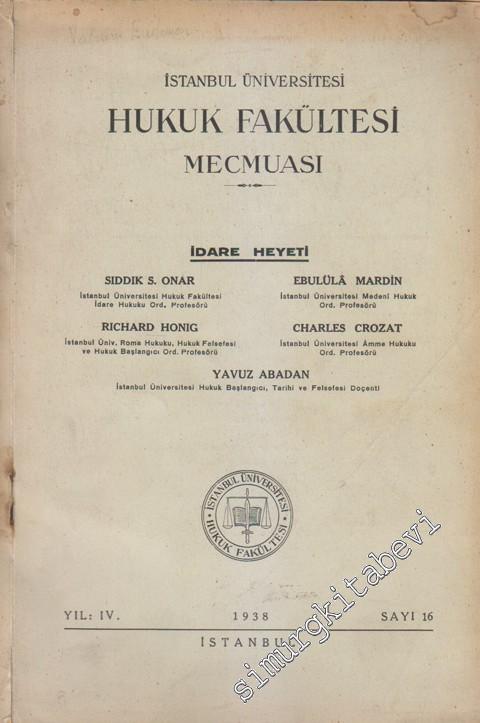 İSTANBUL ÜNİVERSİTESİ
HUKUK FAKÜLTESİ
MECMUASI
İDARE HEYETİ
SIDDIK S. ONAR
İstanbul Üniversitesi Hukuk Fakültesi
İdare Hukuku Ord. Profesörü
EBULÜLÂ MARDİN
İstanbul Üniversitesi Medenî Hukuk
Ord. Profesörü
RICHARD HONIG
İstanbul Üniv. Roma Hukuku, Hukuk Felsefesi
ve Hukuk Başlangıcı Ord. Profesörü
CHARLES CROZAT
İstanbul Üniversitesi Âmme Hukuku
Ord. Profesörü
YAVUZ ABADAN
İstanbul Üniversitesi Hukuk Başlangıcı, Tarihi ve Felsefesi Doçenti
İSTANBUL ÜNİVERSİTESİ
HUKUK FAKÜLTESİ
YIL: IV.
1938
SAYI 16
İSTANBUL
simurgkitabevi